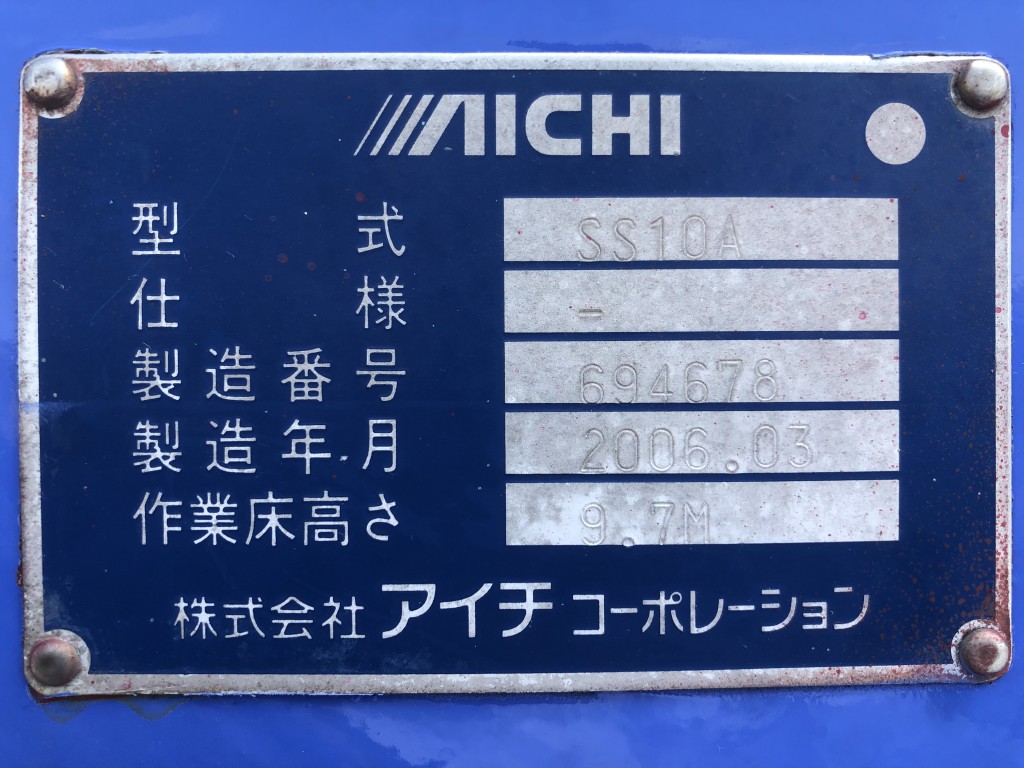 AICHI
型式 SS10A
仕様 -
製造番号 694678
製造年.月 2006.03
作業床高さ 9.7M
株式会社アイチコーポレーション